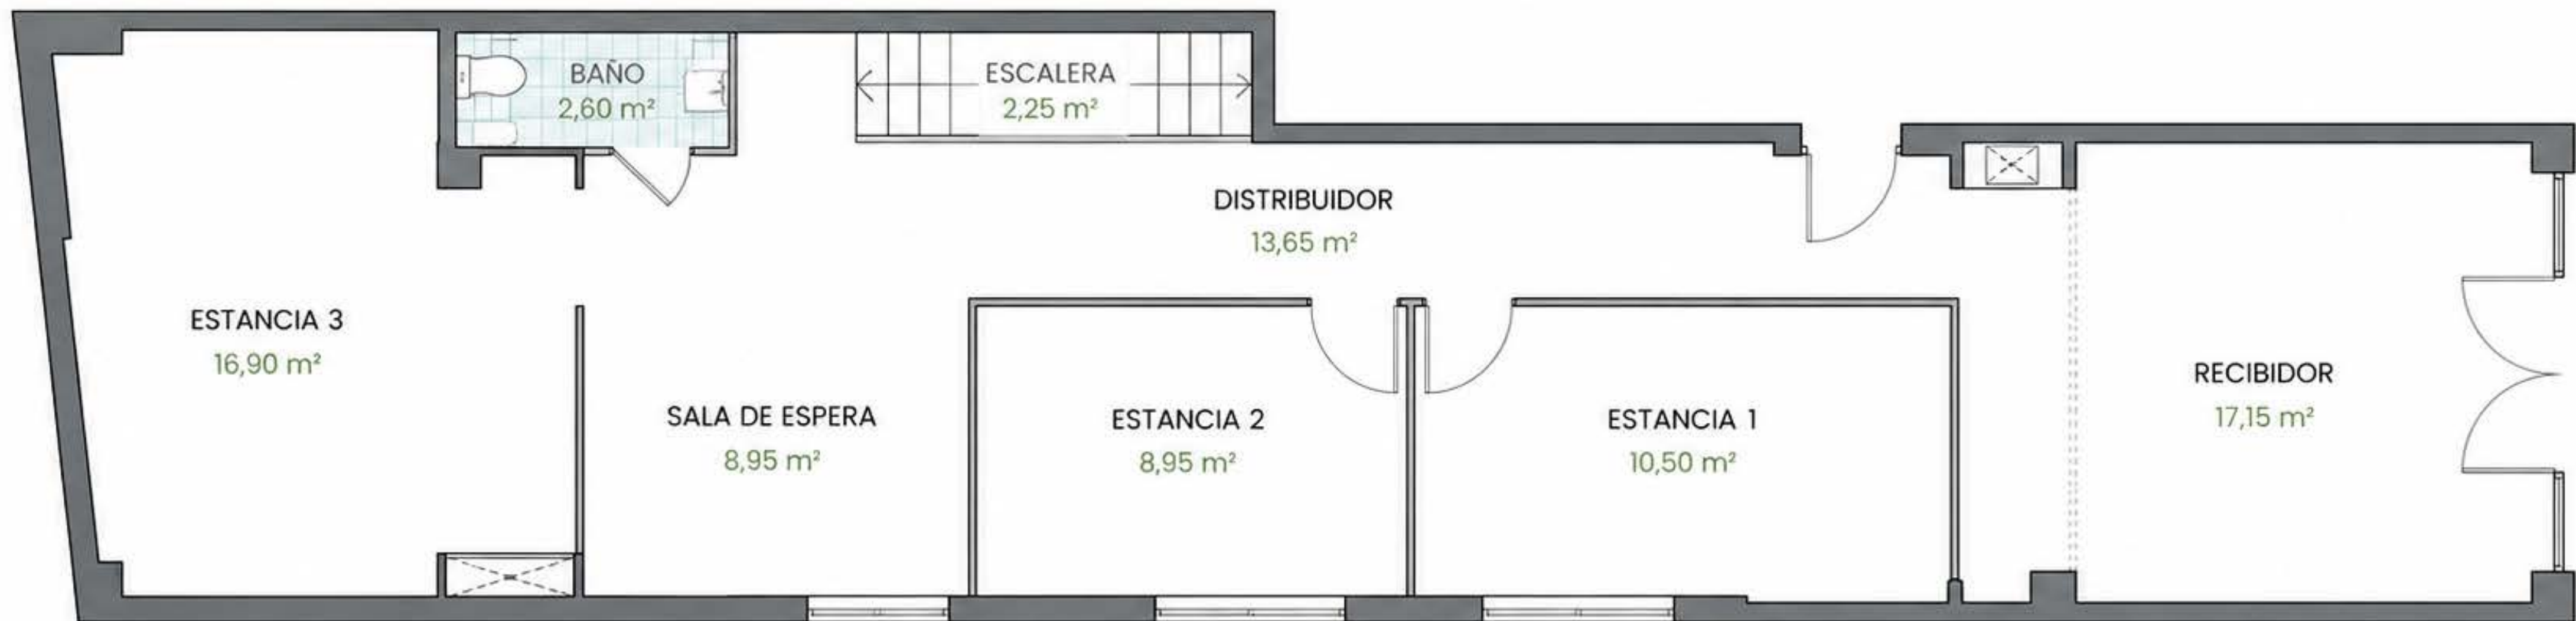 BAÑO
2,60 m²
ESCALERA
2,25 m²
DISTRIBUIDOR
13,65 m²
ESTANCIA 3
16,90 m²
SALA DE ESPERA
8,95 m²
ESTANCIA 2
8,95 m²
ESTANCIA 1
10,50 m²
RECIBIDOR
17,15 m²